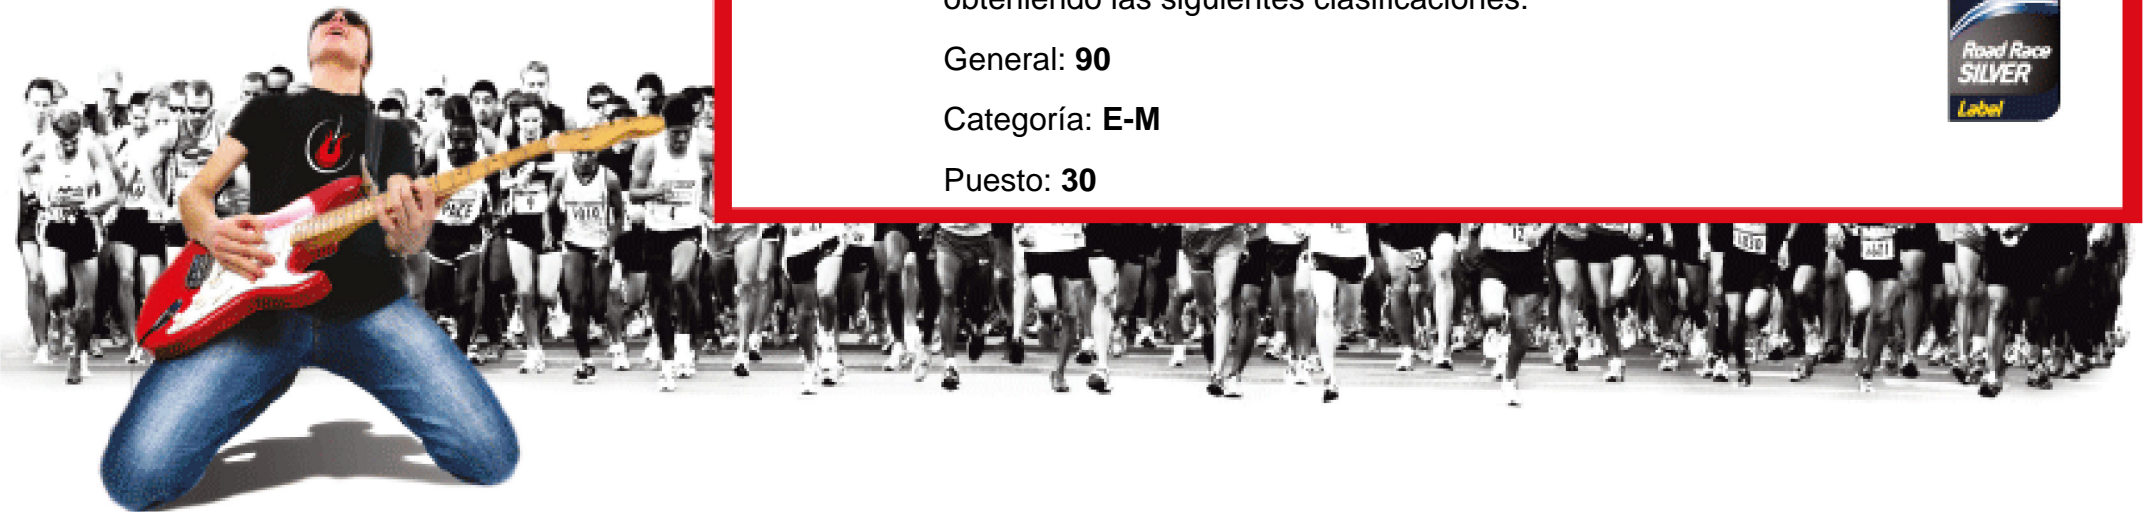 obteniendo las siguientes clasificaciones:
General: 90
Categoría: E-M
Puesto: 30
Road Race
SILVER
Label